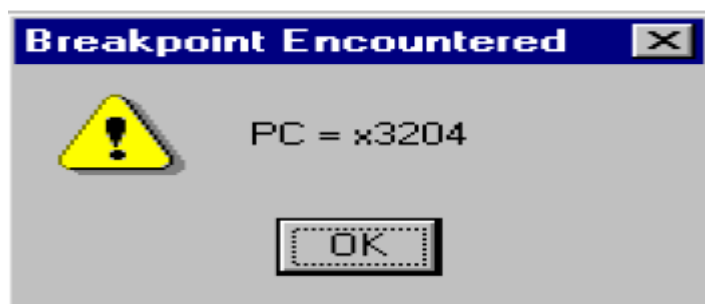 Breakpoint Encountered
PC = x3204
OK